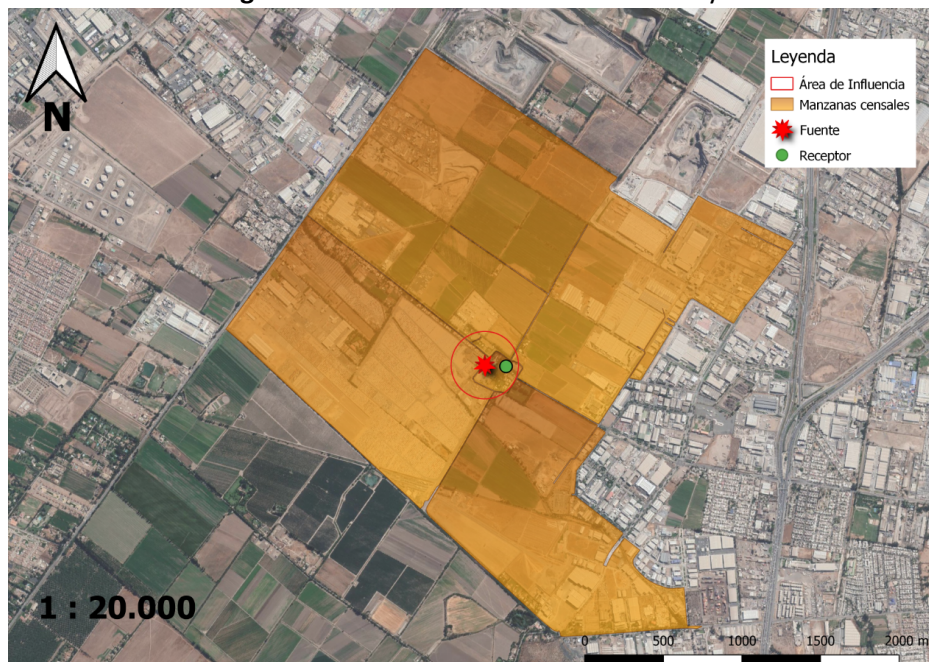 N
Leyenda
Área de Influencia
Manzanas censales
Fuente
Receptor
1 : 20.000
0 500 1000 1500 2000 m